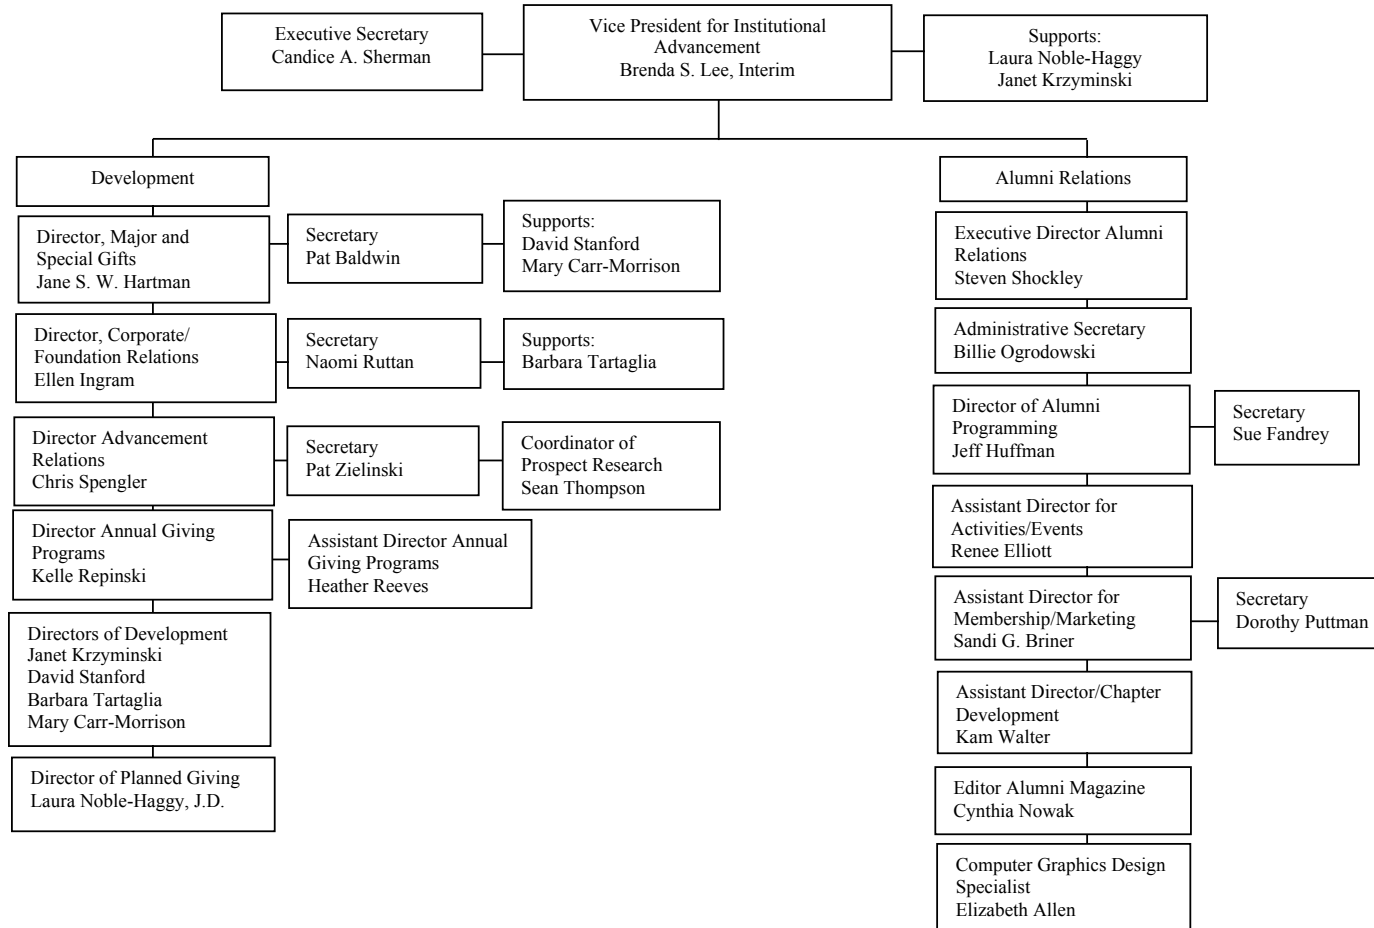 Executive Secretary
Candice A. Sherman
Vice President for Institutional
Advancement
Brenda S. Lee, Interim
Supports:
Laura Noble-Haggy
Janet Krzyminski
Development
Director, Major and
Special Gifts
Jane S. W. Hartman
Secretary
Pat Baldwin
Supports:
David Stanford
Mary Carr-Morrison
Director, Corporate/
Foundation Relations
Ellen Ingram
Secretary
Naomi Ruttan
Supports:
Barbara Tartaglia
Director Advancement
Relations
Chris Spengler
Secretary
Pat Zielinski
Coordinator of
Prospect Research
Sean Thompson
Director Annual Giving
Programs
Kelle Repinski
Assistant Director Annual
Giving Programs
Heather Reeves
Directors of Development
Janet Krzyminski
David Stanford
Barbara Tartaglia
Mary Carr-Morrison
Director of Planned Giving
Laura Noble-Haggy, J.D.
Alumni Relations
Executive Director Alumni
Relations
Steven Shockley
Administrative Secretary
Billie Ogrodowski
Director of Alumni
Programming
Jeff Huffman
Secretary
Sue Fandrey
Assistant Director for
Activities/Events
Renee Elliott
Assistant Director for
Membership/Marketing
Sandi G. Briner
Secretary
Dorothy Puttman
Assistant Director/Chapter
Development
Kam Walter
Editor Alumni Magazine
Cynthia Nowak
Computer Graphics Design
Specialist
Elizabeth Allen